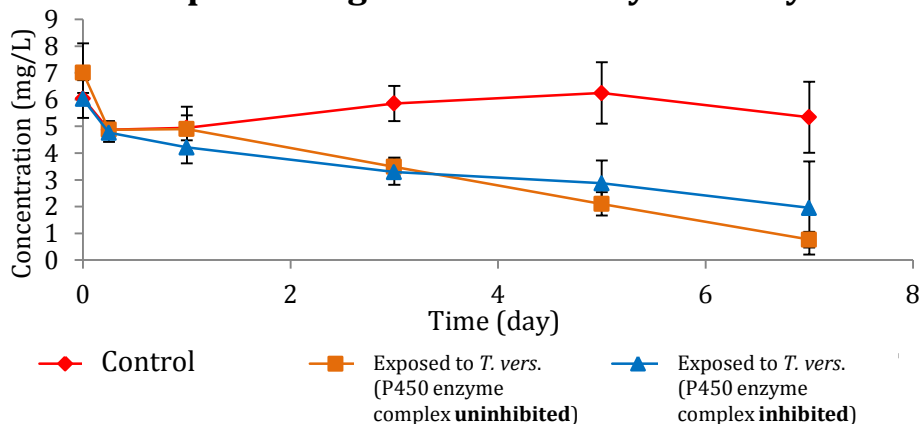 9
8
7
6
5
4
3
2
1
0
Concentration (mg/L)
0 2 4 6 8
Time (day)
Control
Exposed to T. vers.
(P450 enzyme
complex uninhibited)
Exposed to T. vers.
(P450 enzyme
complex inhibited)